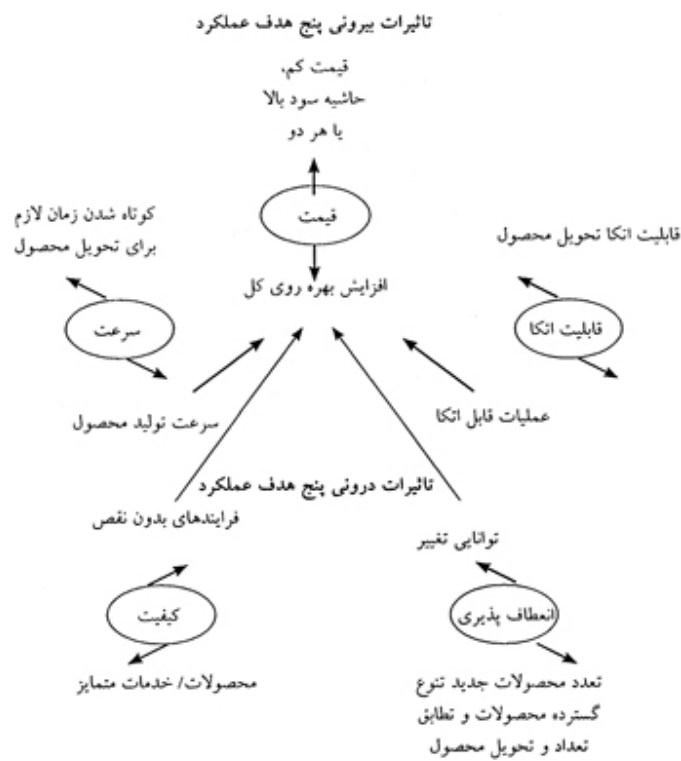 تاثیرات بیرونی پنج هدف عملکرد
قیمت کم،
حاشیه سود بالا
یا هر دو
قیمت
افزایش بهره روی کل
قابلیت اتکا تحویل محصول
قابلیت اتکا
عملیات قابل اتکا
کوتاه شدن زمان لازم
برای تحویل محصول
سرعت
سرعت تولید محصول
تاثیرات درونی پنج هدف عملکرد
توانایی تغییر
انعطاف پذیری
تعدد محصولات جدید تنوع
گسترده محصولات و تطابق
تعداد و تحویل محصول
فرایندهای بدون نقص
کیفیت
محصولات/ خدمات متمایز